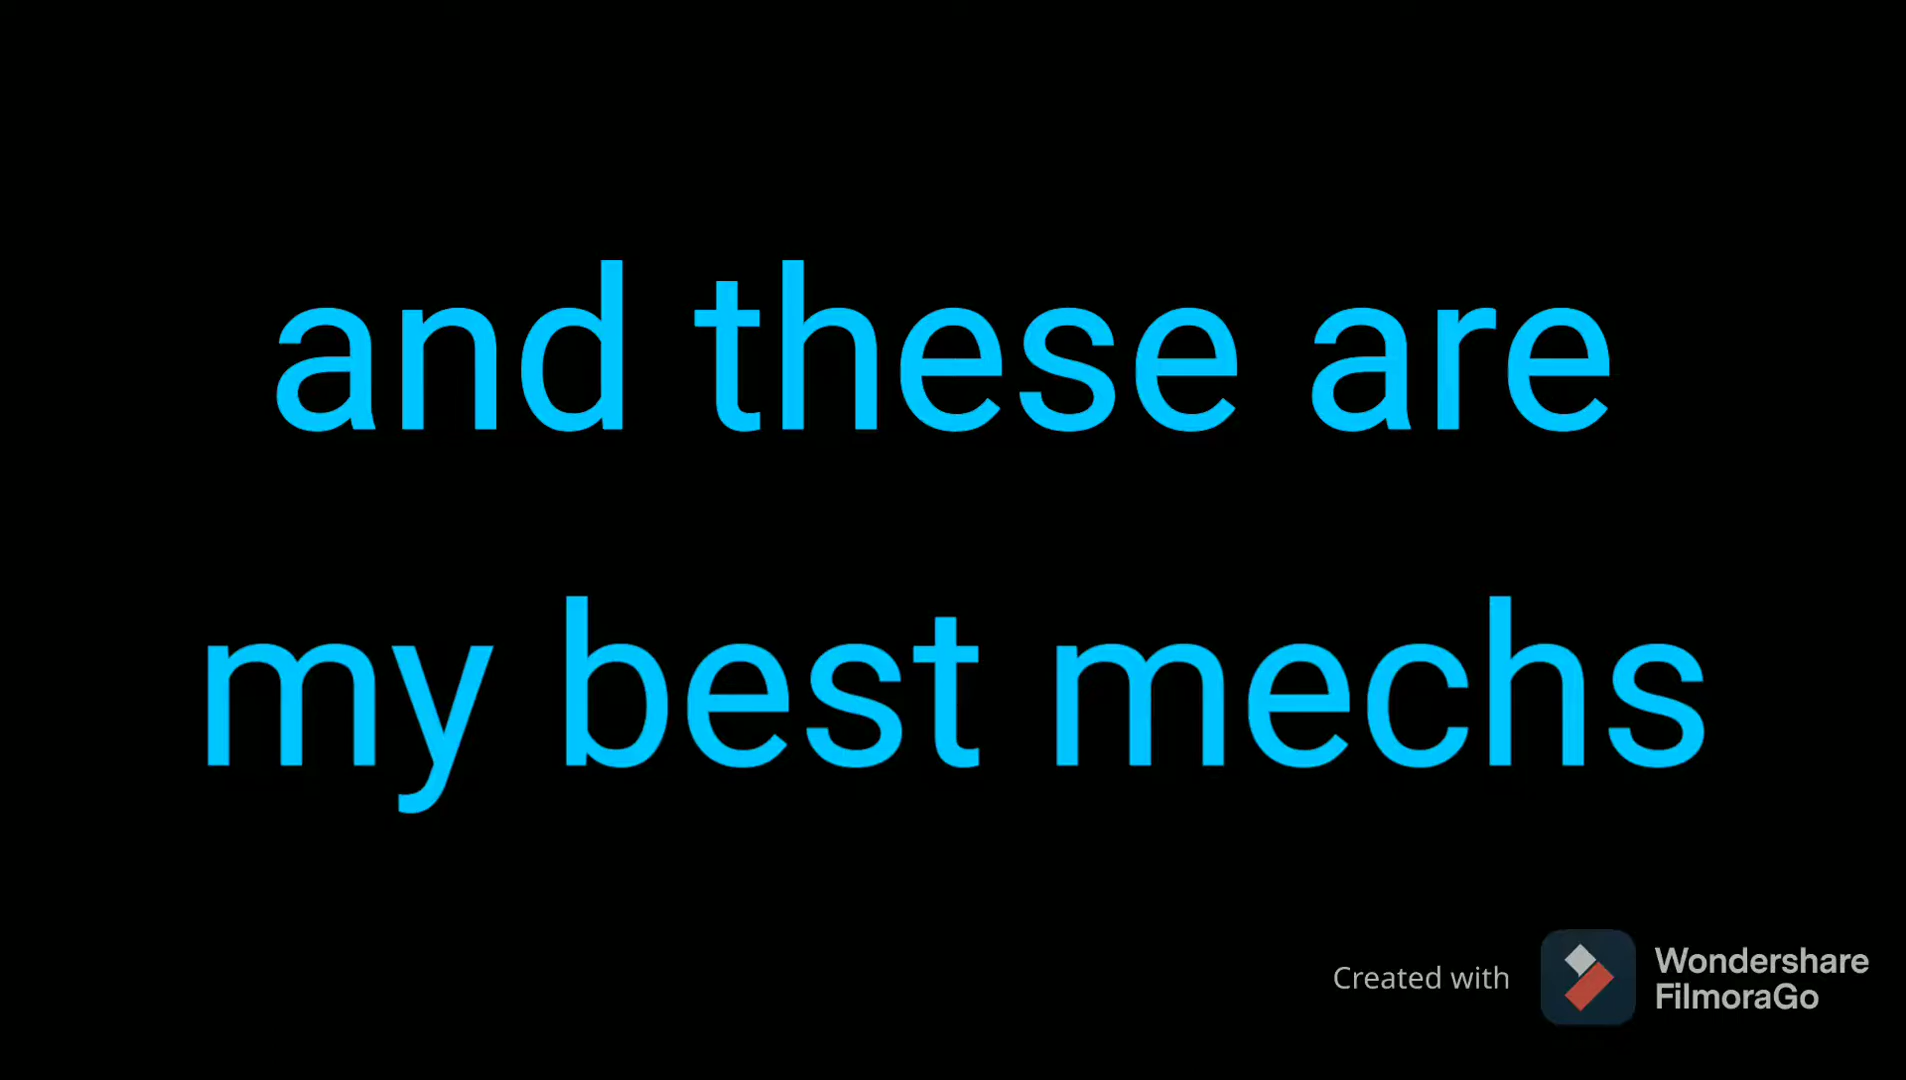 and these are
my best mechs
Created with
Wondershare
FilmoraGo